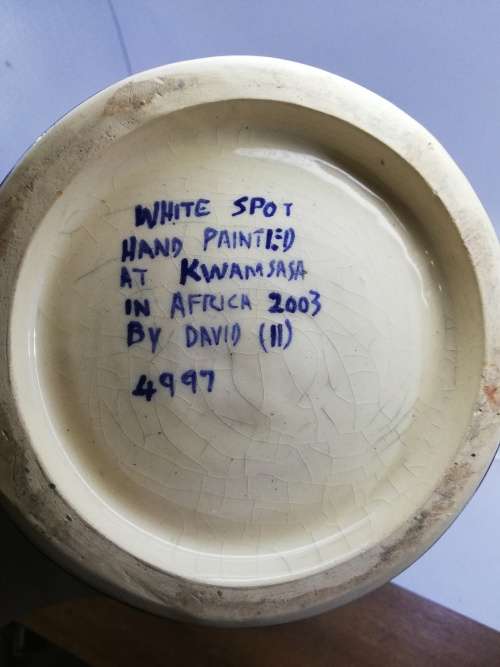 WHITE SPOT
HAND PAINTED
AT KWAMSASA
IN AFRICA 2003
BY DAVID (II)
4997